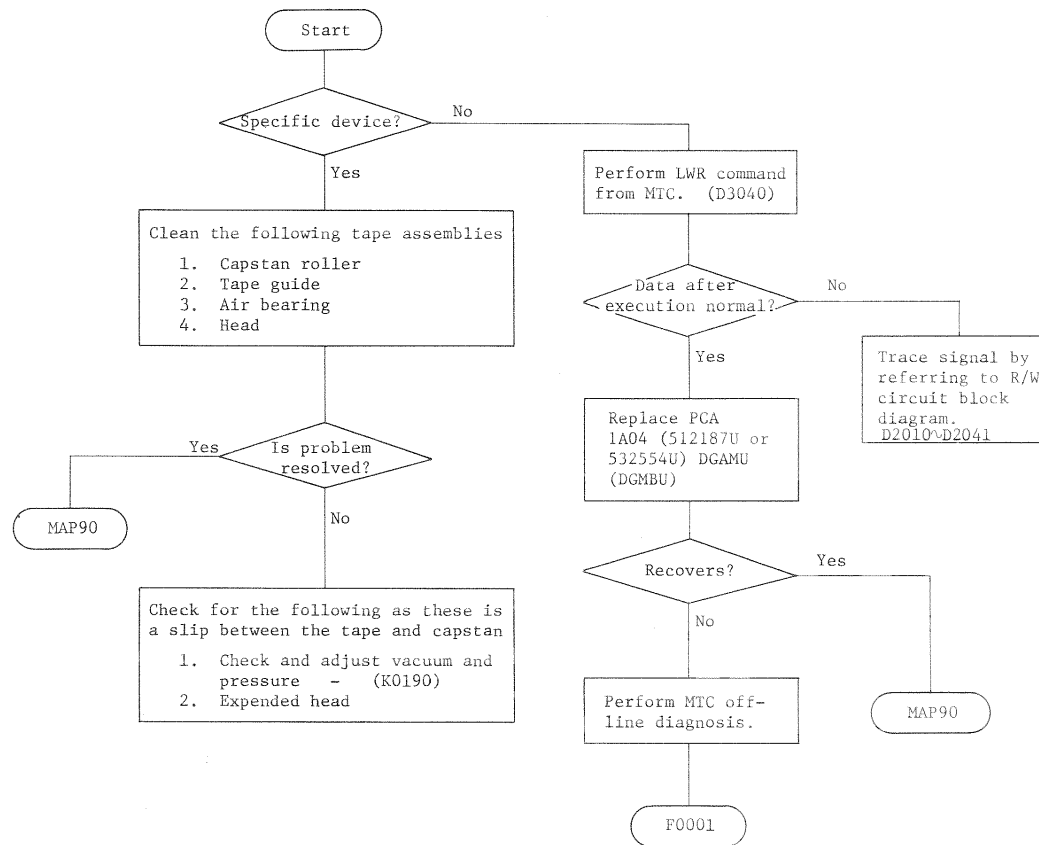 Start
Specific device?
No
Yes
Perform LWR command
from MTC. (D3040)
Clean the following tape assemblies
1. Capstan roller
2. Tape guide
3. Air bearing
4. Head
Data after
execution normal?
No
Yes
Trace signal by
referring to R/W
circuit block
diagram.
D2010~D2041
Replace PCA
1A04 (512187U or
532554U) DGAMU
(DGMBU)
Is problem
resolved?
Yes
MAP90
No
Recovers?
Yes
No
MAP90
Check for the following as these is
a slip between the tape and capstan
1. Check and adjust vacuum and
pressure - (K0190)
2. Expended head
Perform MTC off-
line diagnosis.
F0001